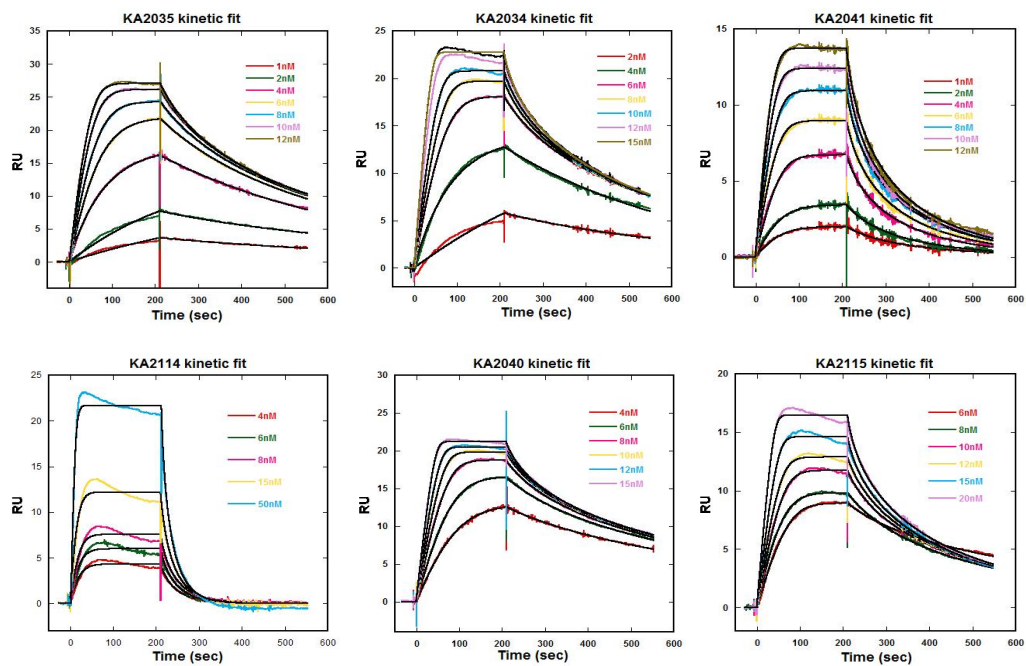 KA2035 kinetic fit
35
30
25
20
15
10
5
0
RU
1nM
2nM
4nM
6nM
8nM
10nM
12nM
0 100 200 300 400 500 600
Time (sec)
KA2034 kinetic fit
25
20
15
10
5
0
RU
2nM
4nM
6nM
8nM
10nM
12nM
15nM
0 100 200 300 400 500 600
Time (sec)
KA2041 kinetic fit
15
10
5
0
RU
1nM
2nM
4nM
6nM
8nM
10nM
12nM
0 100 200 300 400 500 600
Time (sec)
KA2114 kinetic fit
25
20
15
10
5
0
RU
4nM
6nM
8nM
15nM
50nM
0 100 200 300 400 500 600
Time (sec)
KA2040 kinetic fit
30
25
20
15
10
5
0
RU
4nM
6nM
8nM
10nM
12nM
15nM
0 100 200 300 400 500 600
Time (sec)
KA2115 kinetic fit
20
15
10
5
0
RU
6nM
8nM
10nM
12nM
15nM
20nM
0 100 200 300 400 500 600
Time (sec)